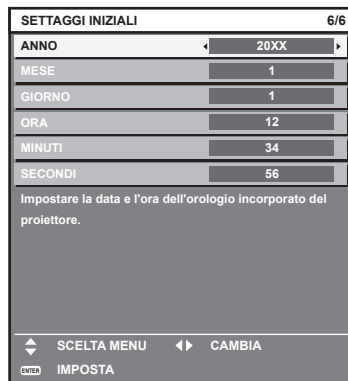 SETTAGGI INIZIALI 6/6
ANNO 20XX
MESE 1
GIORNO 1
ORA 12
MINUTI 34
SECONDI 56
Impostare la data e l'ora dell'orologio incorporato del
proiettore.
SCELTA MENU CAMBIA
ENTER IMPOSTA